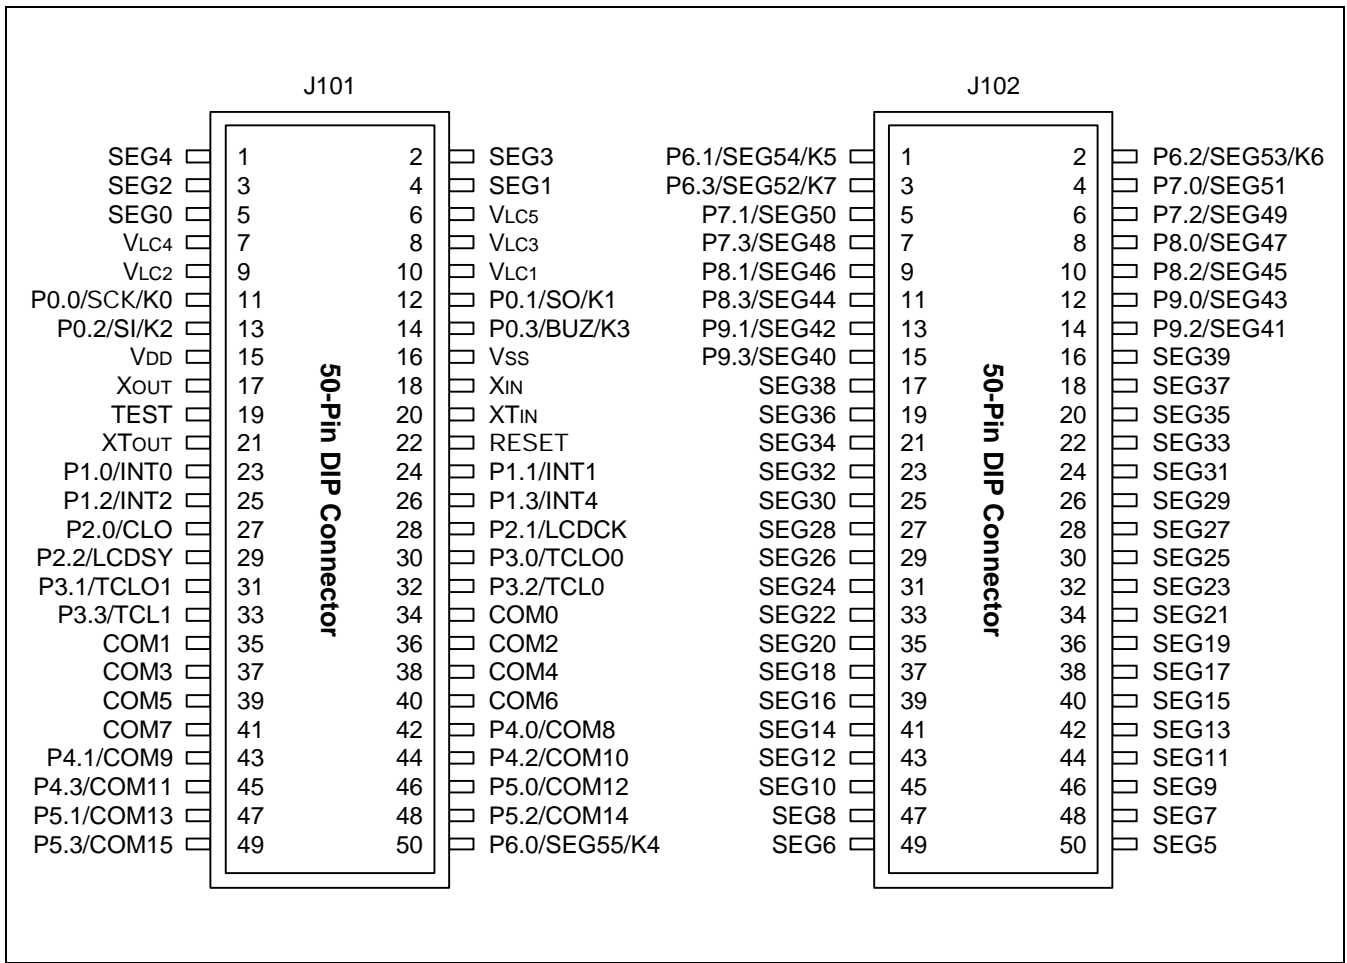 J101 J102
SEG4 1 2 SEG3 P6.1/SEG54/K5 1 2 P6.2/SEG53/K6
SEG2 3 4 SEG1 P6.3/SEG52/K7 3 4 P7.0/SEG51
SEG0 5 6 VLC5 P7.1/SEG50 5 6 P7.2/SEG49
VLC4 7 8 VLC3 P7.3/SEG48 7 8 P8.0/SEG47
VLC2 9 10 VLC1 P8.1/SEG46 9 10 P8.2/SEG45
P0.0/SCK/K0 11 12 P0.1/SO/K1 P8.3/SEG44 11 12 P9.0/SEG43
P0.2/SI/K2 13 14 P0.3/BUZ/K3 P9.1/SEG42 13 14 P9.2/SEG41
VDD 15 16 VSS P9.3/SEG40 15 16 SEG39
XOUT 17 18 XIN SEG38 17 18 SEG37
TEST 19 20 XTIN SEG36 19 20 SEG35
XTOUT 21 22 RESET SEG34 21 22 SEG33
P1.0/INT0 23 24 P1.1/INT1 SEG32 23 24 SEG31
P1.2/INT2 25 26 P1.3/INT4 SEG30 25 26 SEG29
P2.0/CLO 27 28 P2.1/LCDCK SEG28 27 28 SEG27
P2.2/LCDSY 29 30 P3.0/TCLO0 SEG26 29 30 SEG25
P3.1/TCLO1 31 32 P3.2/TCL0 SEG24 31 32 SEG23
P3.3/TCL1 33 34 COM0 SEG22 33 34 SEG21
COM1 35 36 COM2 SEG20 35 36 SEG19
COM3 37 38 COM4 SEG18 37 38 SEG17
COM5 39 40 COM6 SEG16 39 40 SEG15
COM7 41 42 P4.0/COM8 SEG14 41 42 SEG13
P4.1/COM9 43 44 P4.2/COM10 SEG12 43 44 SEG11
P4.3/COM11 45 46 P5.0/COM12 SEG10 45 46 SEG9
P5.1/COM13 47 48 P5.2/COM14 SEG8 47 48 SEG7
P5.3/COM15 49 50 P6.0/SEG55/K4 SEG6 49 50 SEG5
50-Pin DIP Connector
50-Pin DIP Connector